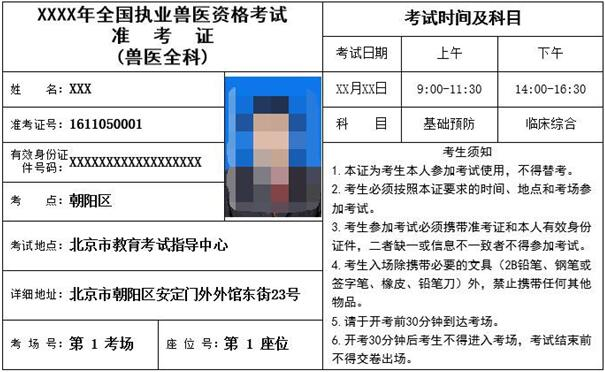 XXXX年全国执业兽医资格考试
准 考 证
(兽医全科)
姓 名: XXX
准考证号: 1611050001
有效身份证
件号码: XXXXXXXXXXXXXXXXXX
考 点: 朝阳区
考试地点: 北京市教育考试指导中心
详细地址: 北京市朝阳区安定门外外馆东街23号
考 场 号: 第 1 考场 座 位 号: 第 1 座位
考试时间及科目
考试日期 上午 下午
XX月XX日 9:00-11:30 14:00-16:30
科 目 基础预防 临床综合
考生须知
1. 本证为考生本人参加考试使用，不得替考。
2. 考生必须按照本证要求的时间、地点和考场参
加考试。
3. 考生参加考试必须携带准考证和本人有效身份
证件，二者缺一或信息不一致者不得参加考试。
4. 考生入场除携带必要的文具（2B铅笔、钢笔或
签字笔、橡皮、铅笔刀）外，禁止携带任何其他
物品。
5. 请于开考前30分钟到达考场。
6. 开考30分钟后考生不得进入考场，考试结束前
不得交卷出场。